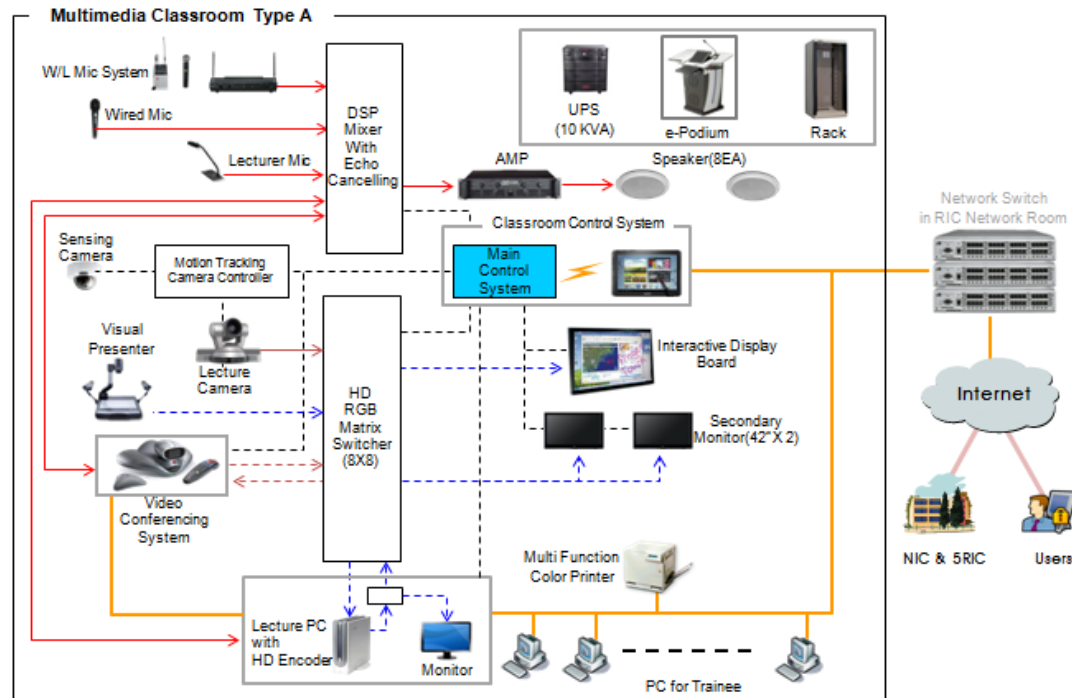 Multimedia Classroom Type A
W/L Mic System
Wired Mic
Lecturer Mic
DSP
Mixer
With
Echo
Cancelling
UPS
(10 KVA)
e-Podium
Rack
AMP
Speaker(8EA)
Network Switch
in RIC Network Room
Classroom Control System
Main
Control
System
Sensing
Camera
Motion Tracking
Camera Controller
Visual
Presenter
Lecture
Camera
HD
RGB
Matrix
Switcher
(8X8)
Interactive Display
Board
Secondary
Monitor(42" X 2)
Internet
Video
Conferencing
System
NIC & 5RIC
Users
Multi Function
Color Printer
Lecture PC
with
HD Encoder
Monitor
PC for Trainee